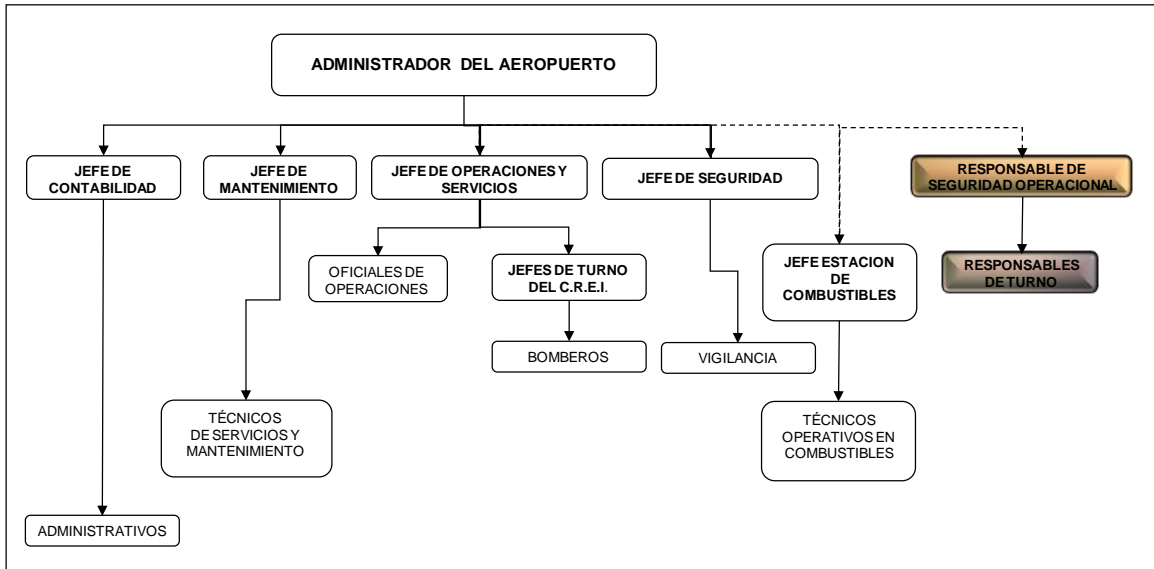 ADMINISTRADOR DEL AEROPUERTO
JEFE DE
CONTABILIDAD
JEFE DE
MANTENIMIENTO
JEFE DE OPERACIONES Y
SERVICIOS
JEFE DE SEGURIDAD
RESPONSABLE DE
SEGURIDAD OPERACIONAL
OFICIALES DE
OPERACIONES
JEFES DE TURNO
DEL C.R.E.I.
JEFE ESTACION
DE
COMBUSTIBLES
RESPONSABLES
DE TURNO
BOMBEROS
VIGILANCIA
TÉCNICOS
DE SERVICIOS Y
MANTENIMIENTO
TÉCNICOS
OPERATIVOS EN
COMBUSTIBLES
ADMINISTRATIVOS